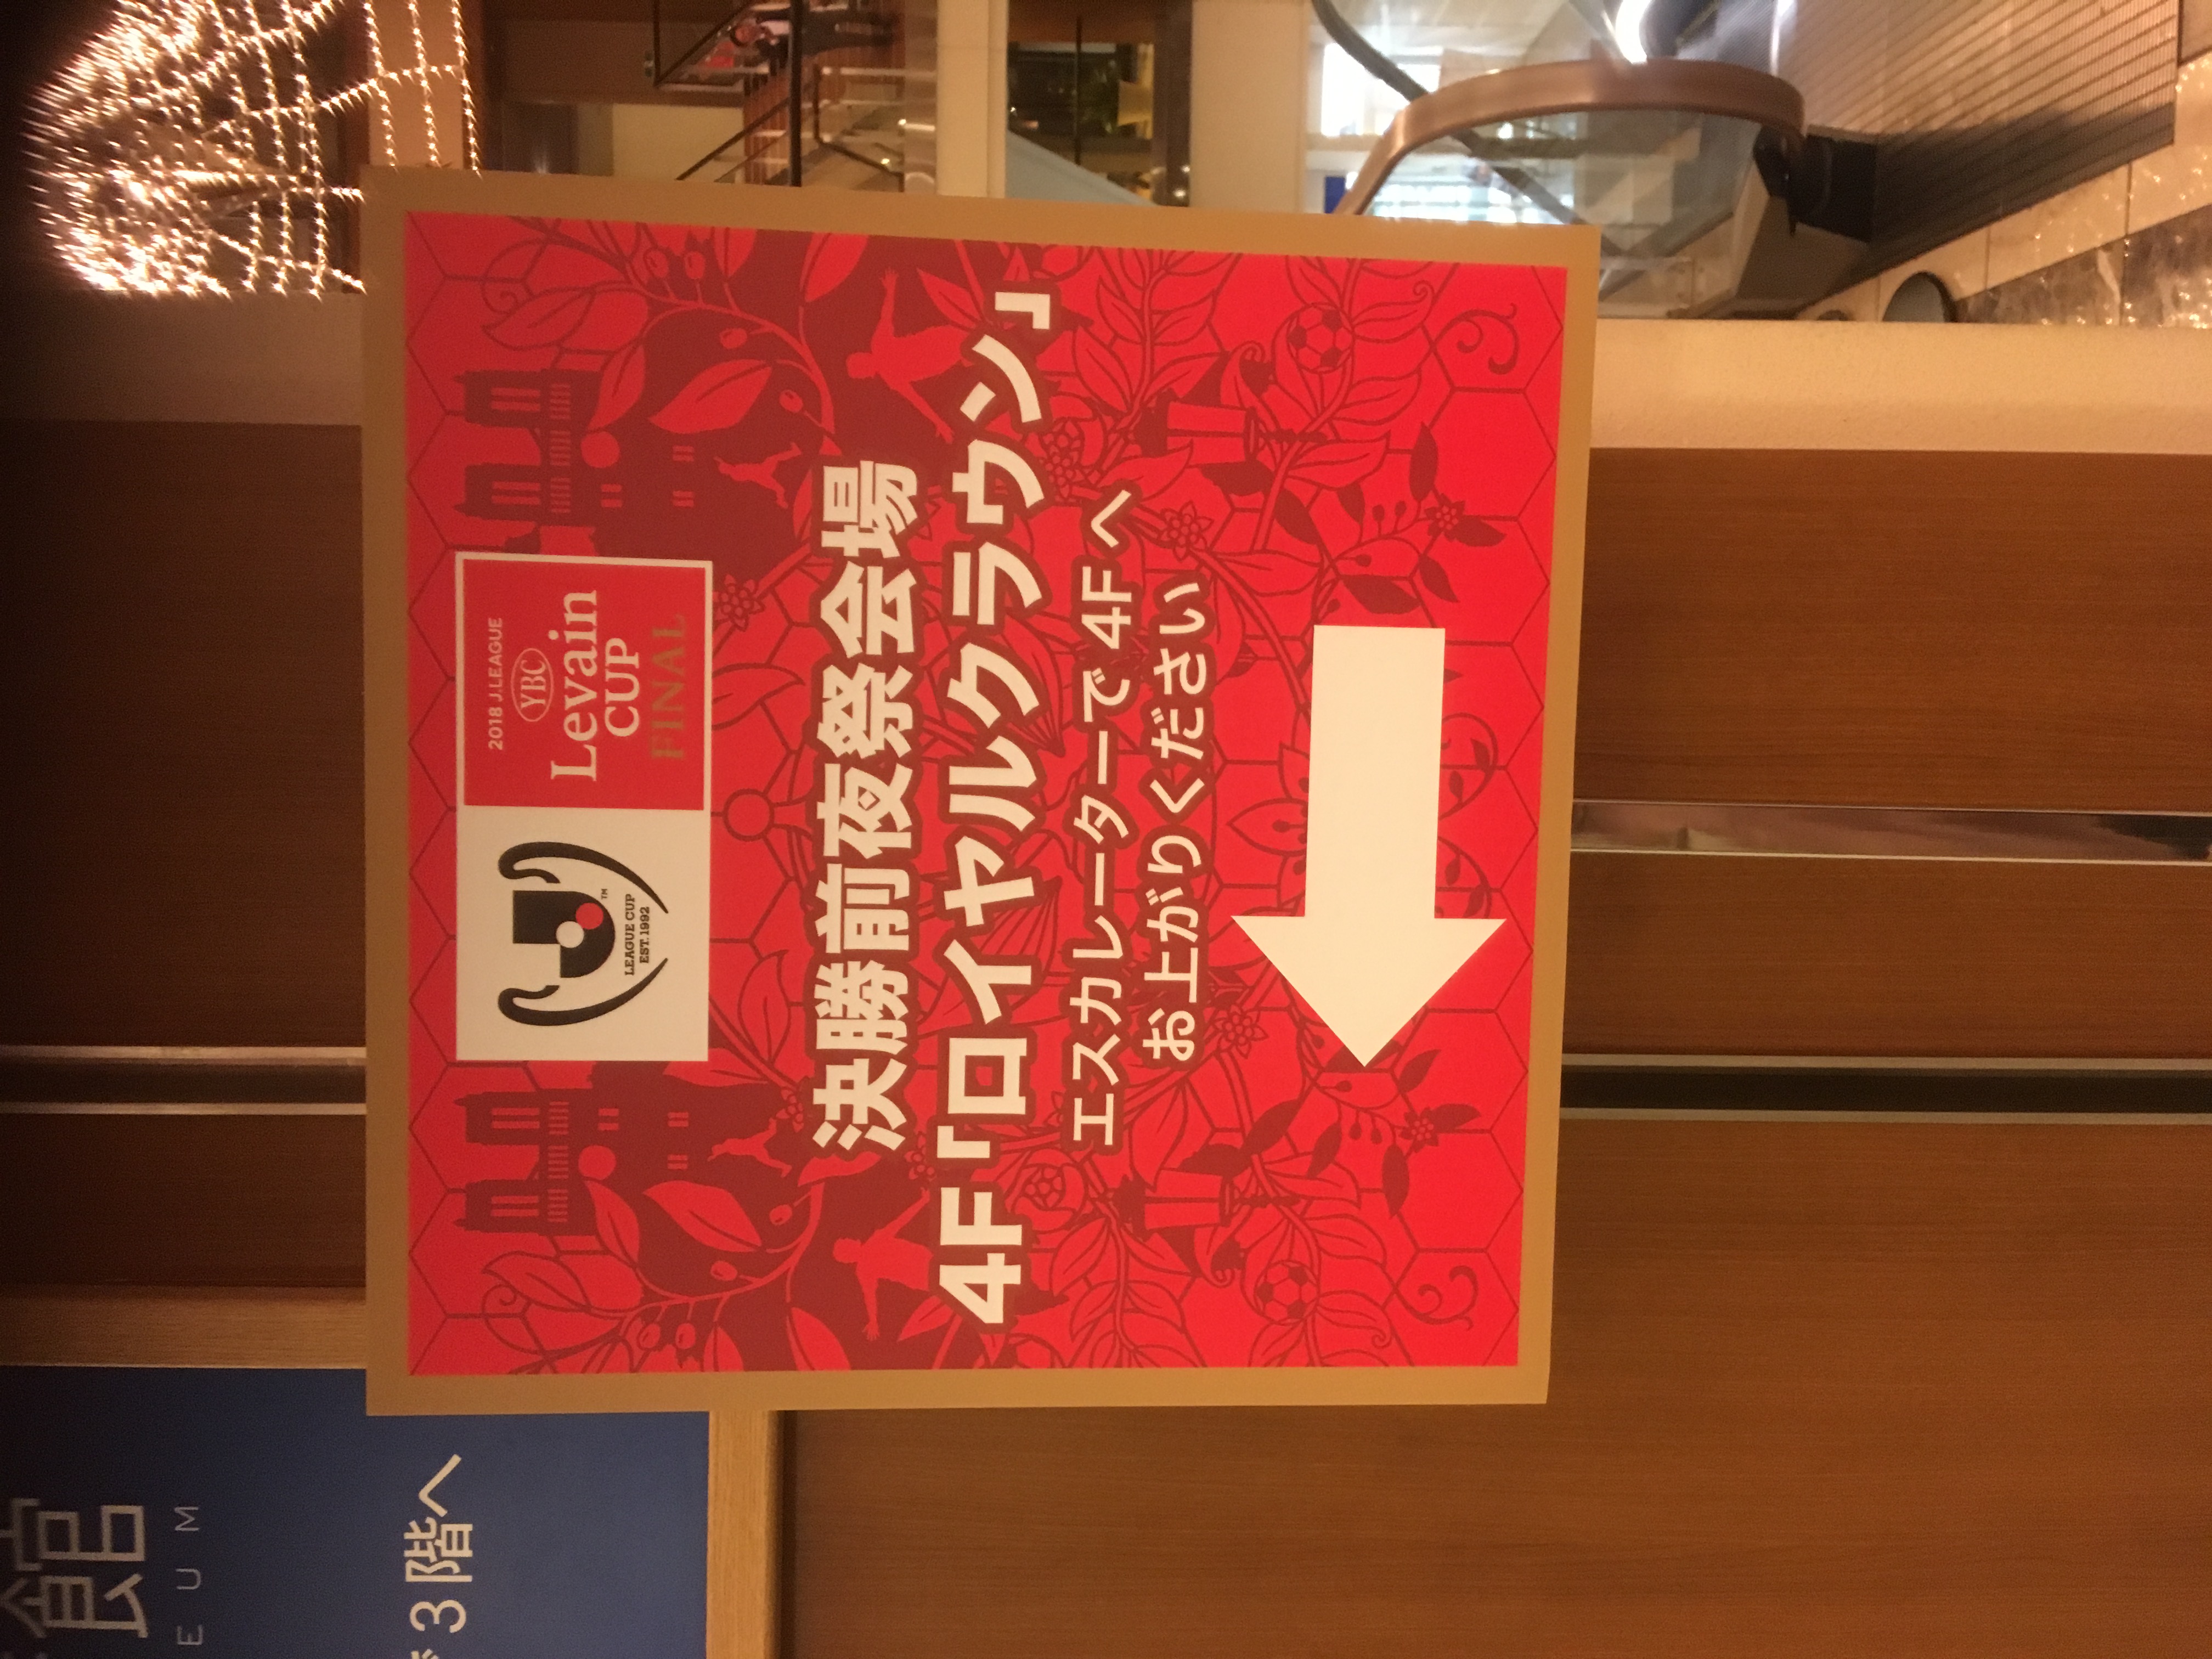 LEAGUE CUP
EST. 1992
2018 J.LEAGUE
YBC
Levain
CUP
FINAL
決勝前夜祭会場
4F「ロイヤルクラウン」
エスカレーターで4Fへ
お上がりください
館
EUM
3階へ